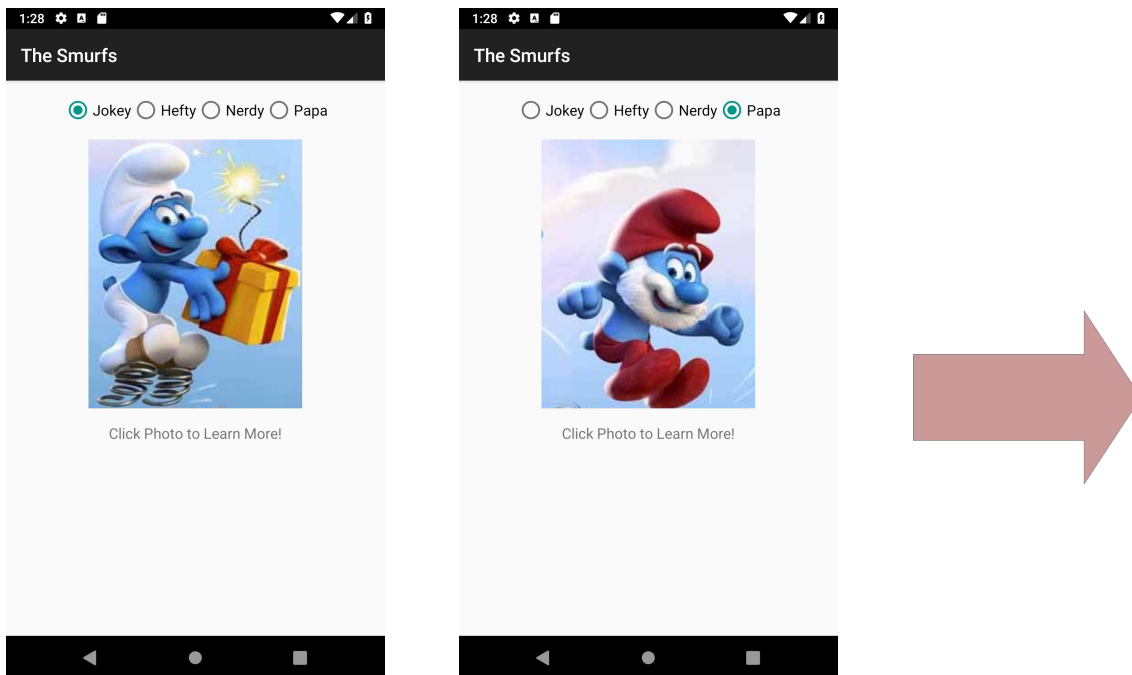 1:28
The Smurfs
Jokey Hefty Nerdy Papa
Click Photo to Learn More!
1:28
The Smurfs
Jokey Hefty Nerdy Papa
Click Photo to Learn More!